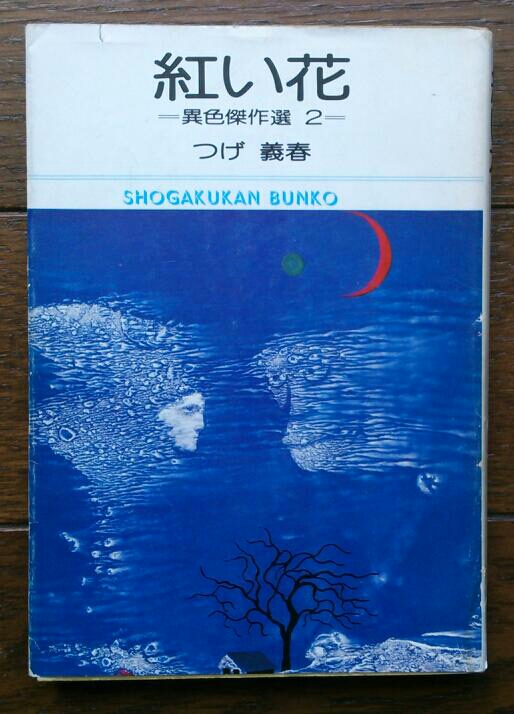 紅い花
=異色傑作選 2=
つげ 義春
SHOGAKUKAN BUNKO